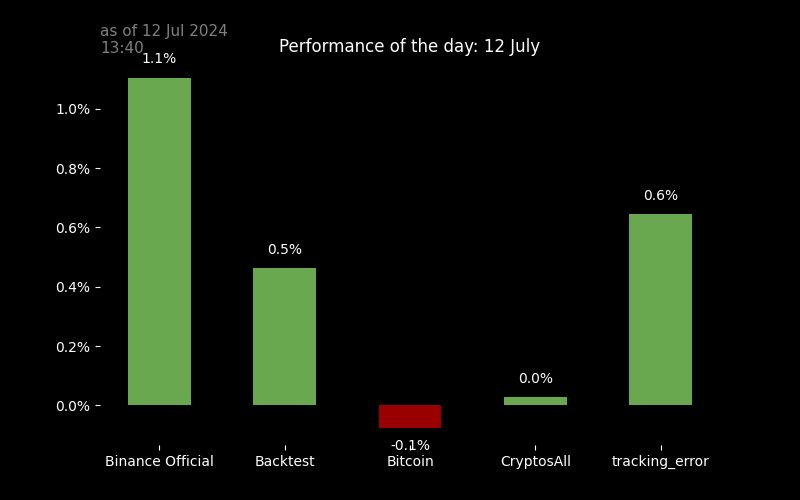 as of 12 Jul 2024
13:40
Performance of the day: 12 July
1.1%
1.0%
0.8%
0.6%
0.4%
0.2%
0.0%
0.5%
-0.1%
0.0%
0.6%
Binance Official
Backtest
Bitcoin
CryptosAll
tracking_error